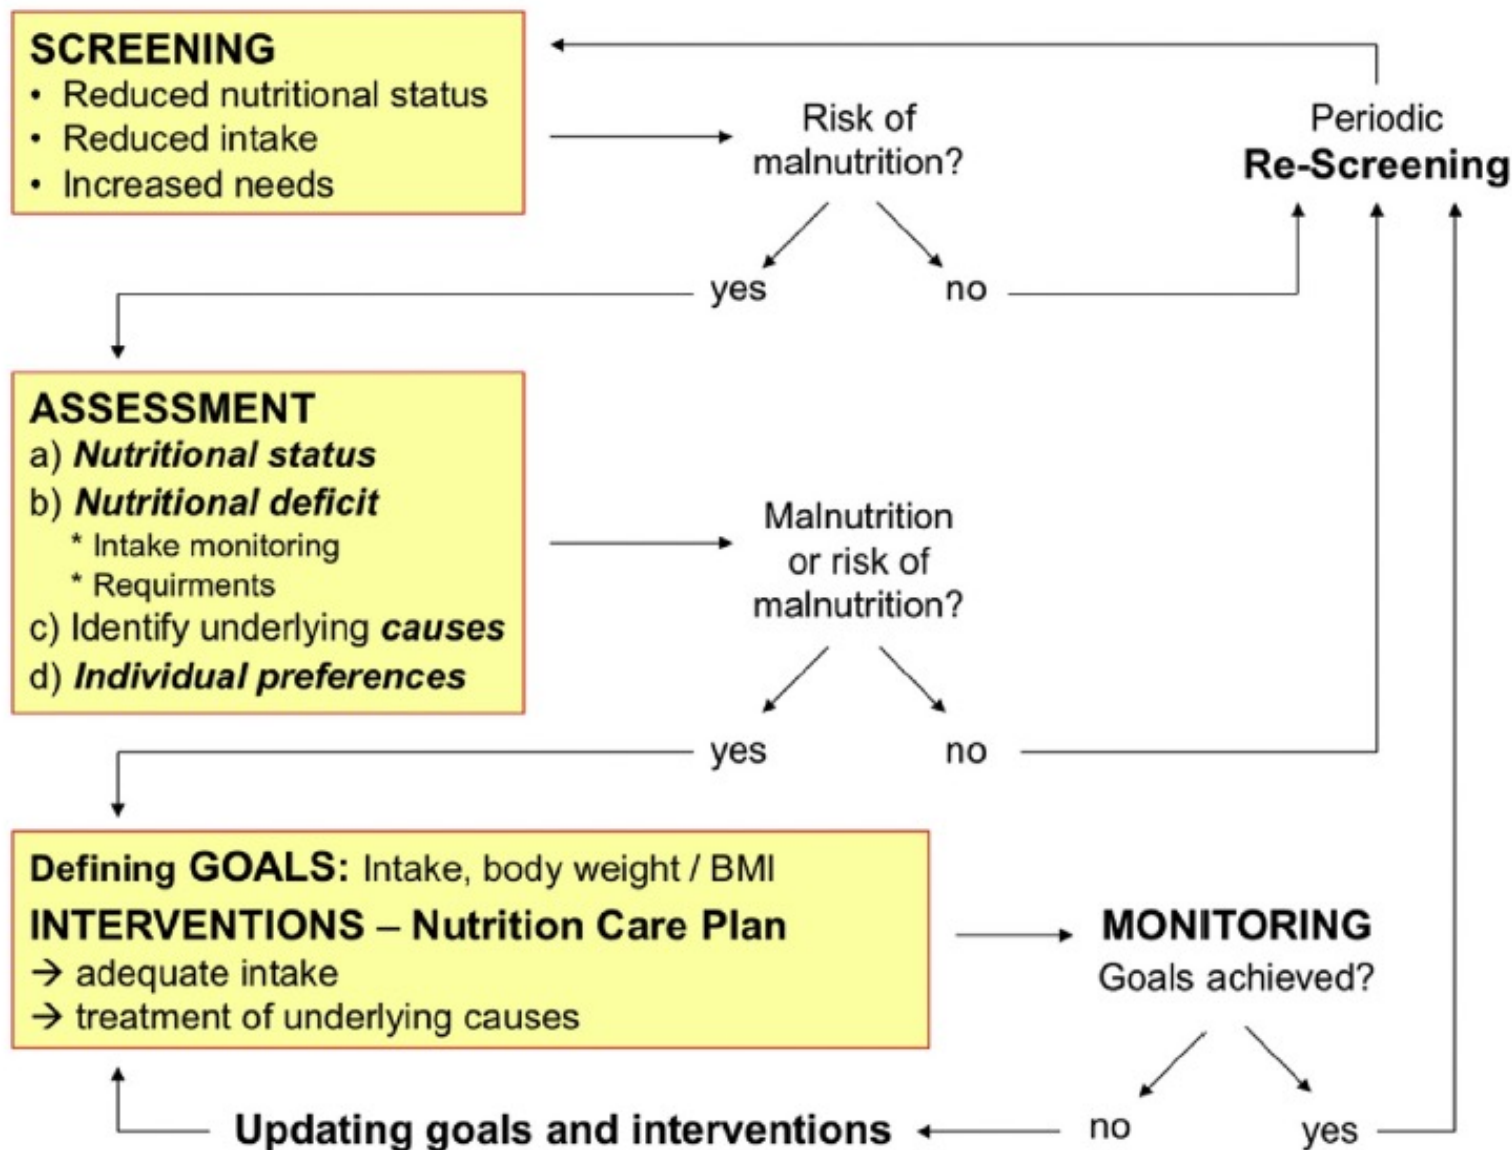 SCREENING
• Reduced nutritional status
• Reduced intake
• Increased needs
Risk of
malnutrition?
Periodic
Re-Screening
yes
no
ASSESSMENT
a) Nutritional status
b) Nutritional deficit
* Intake monitoring
* Requirments
c) Identify underlying causes
d) Individual preferences
Malnutrition
or risk of
malnutrition?
yes
no
Defining GOALS: Intake, body weight / BMI
INTERVENTIONS – Nutrition Care Plan
→ adequate intake
→ treatment of underlying causes
MONITORING
Goals achieved?
no
yes
Updating goals and interventions